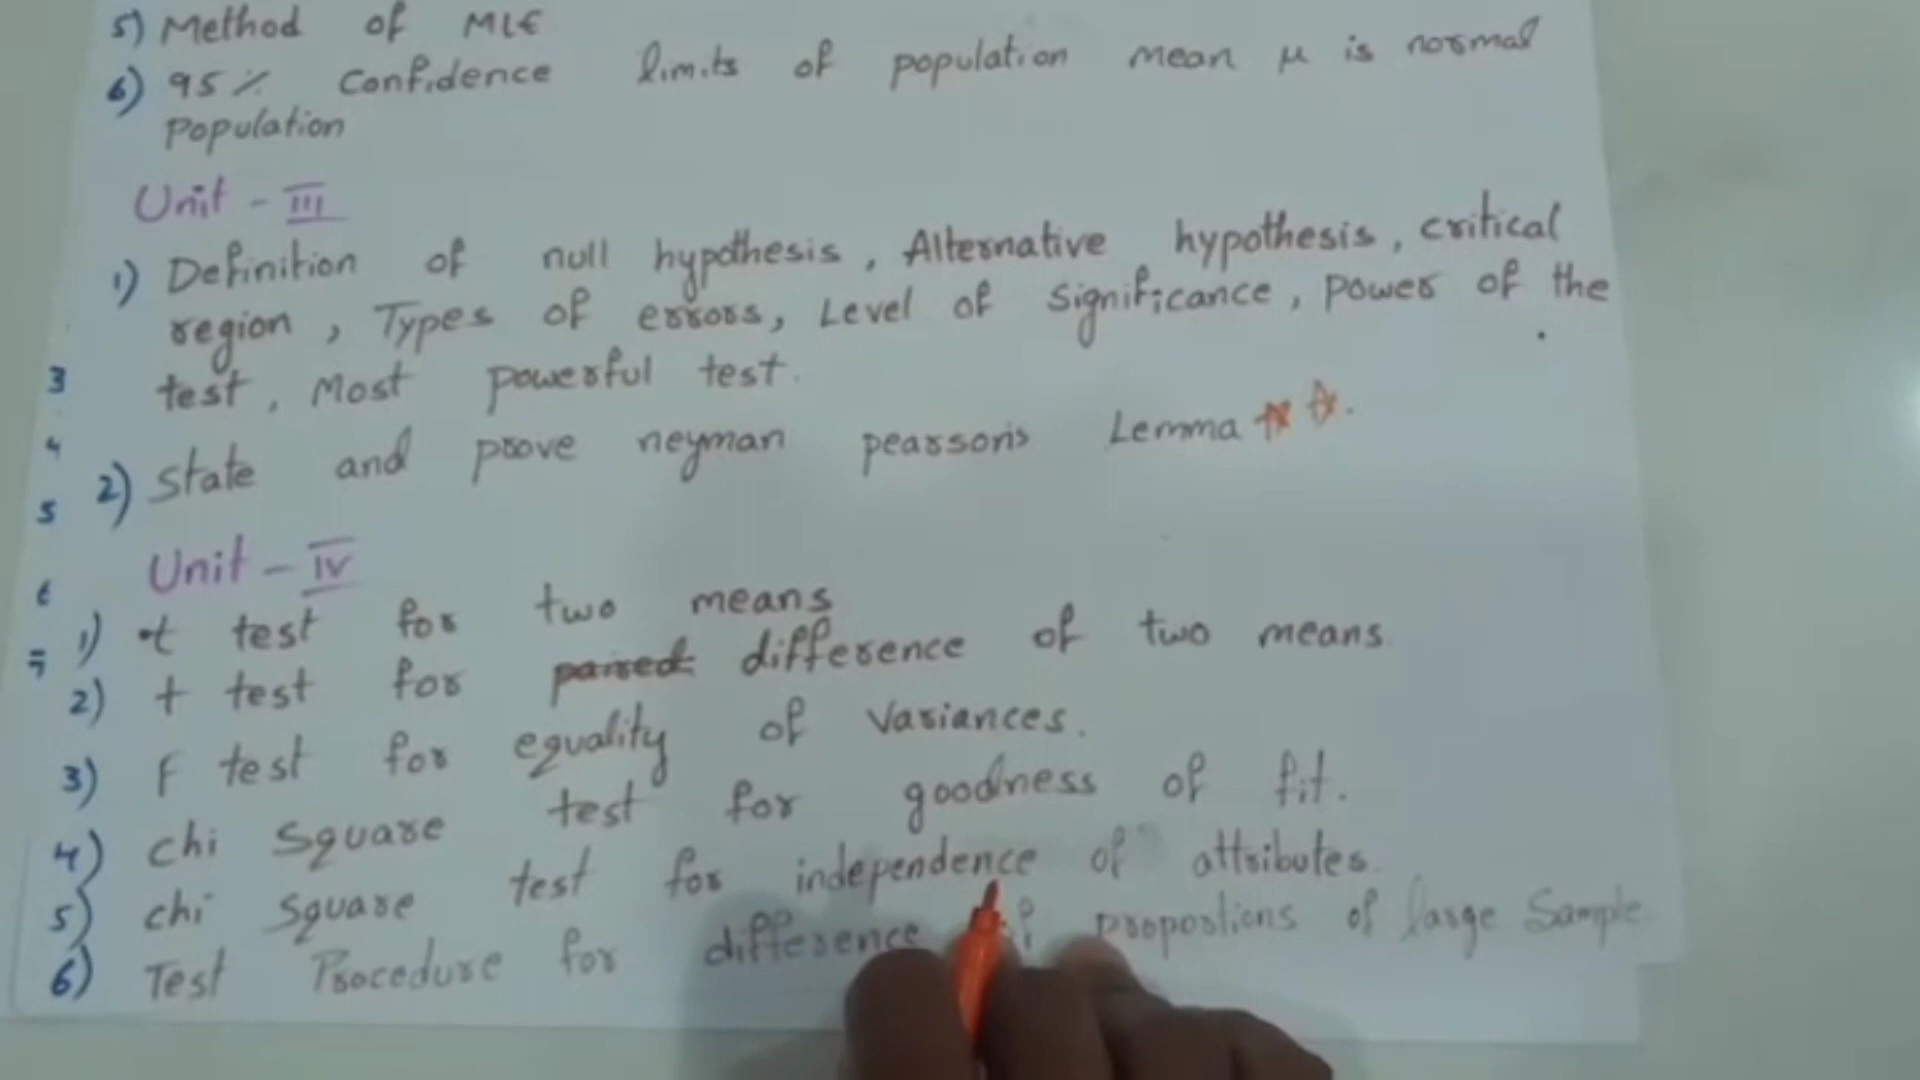 5) Method of MLE
6) 95% Confidence limits of population mean μ is normal
Population
Unit - III
1) Definition of null hypothesis, Alternative hypothesis, critical
region, Types of errors, Level of significance, power of the
3
test, Most powerful test.
4
2) State and prove neyman pearson's Lemma
5
Unit - IV
6
1) t test for two means
7
2) t test for paired difference of two means
3) F test for equality of variances.
4) chi square test for goodness of fit.
5) chi square test for independence of attributes.
6) Test Procedure for difference of proportions of large Sample